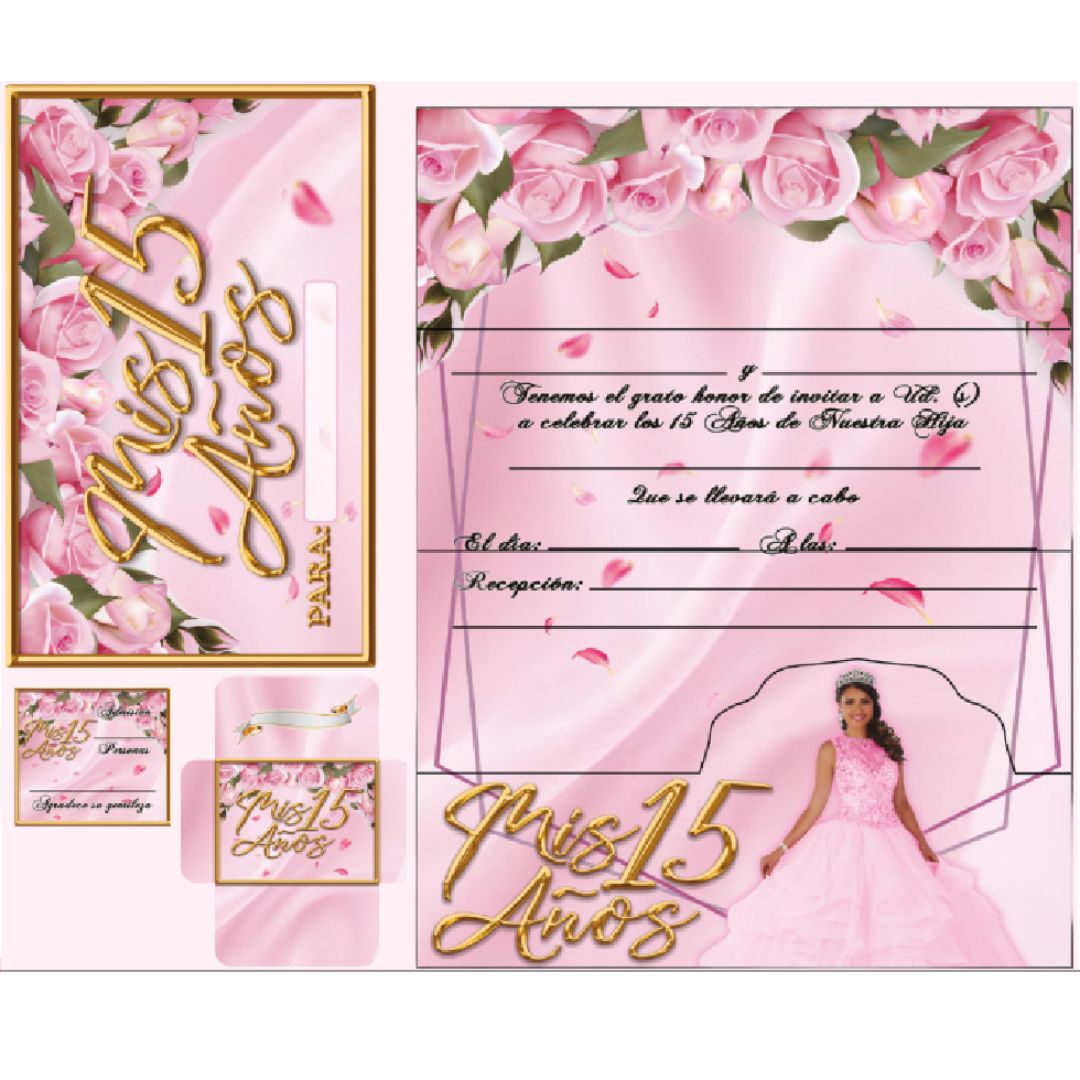 Mis 15
Años
PARA:
y
Tenemos el grato honor de invitar a Ud. (s)
a celebrar los 15 Años de Nuestra Hija
Que se llevará a cabo
El día: A las:
Recepción:
Mis 15
Años
Mis 15
Años
Admisión
Personas
Agradece su gentileza
Mis 15
Años